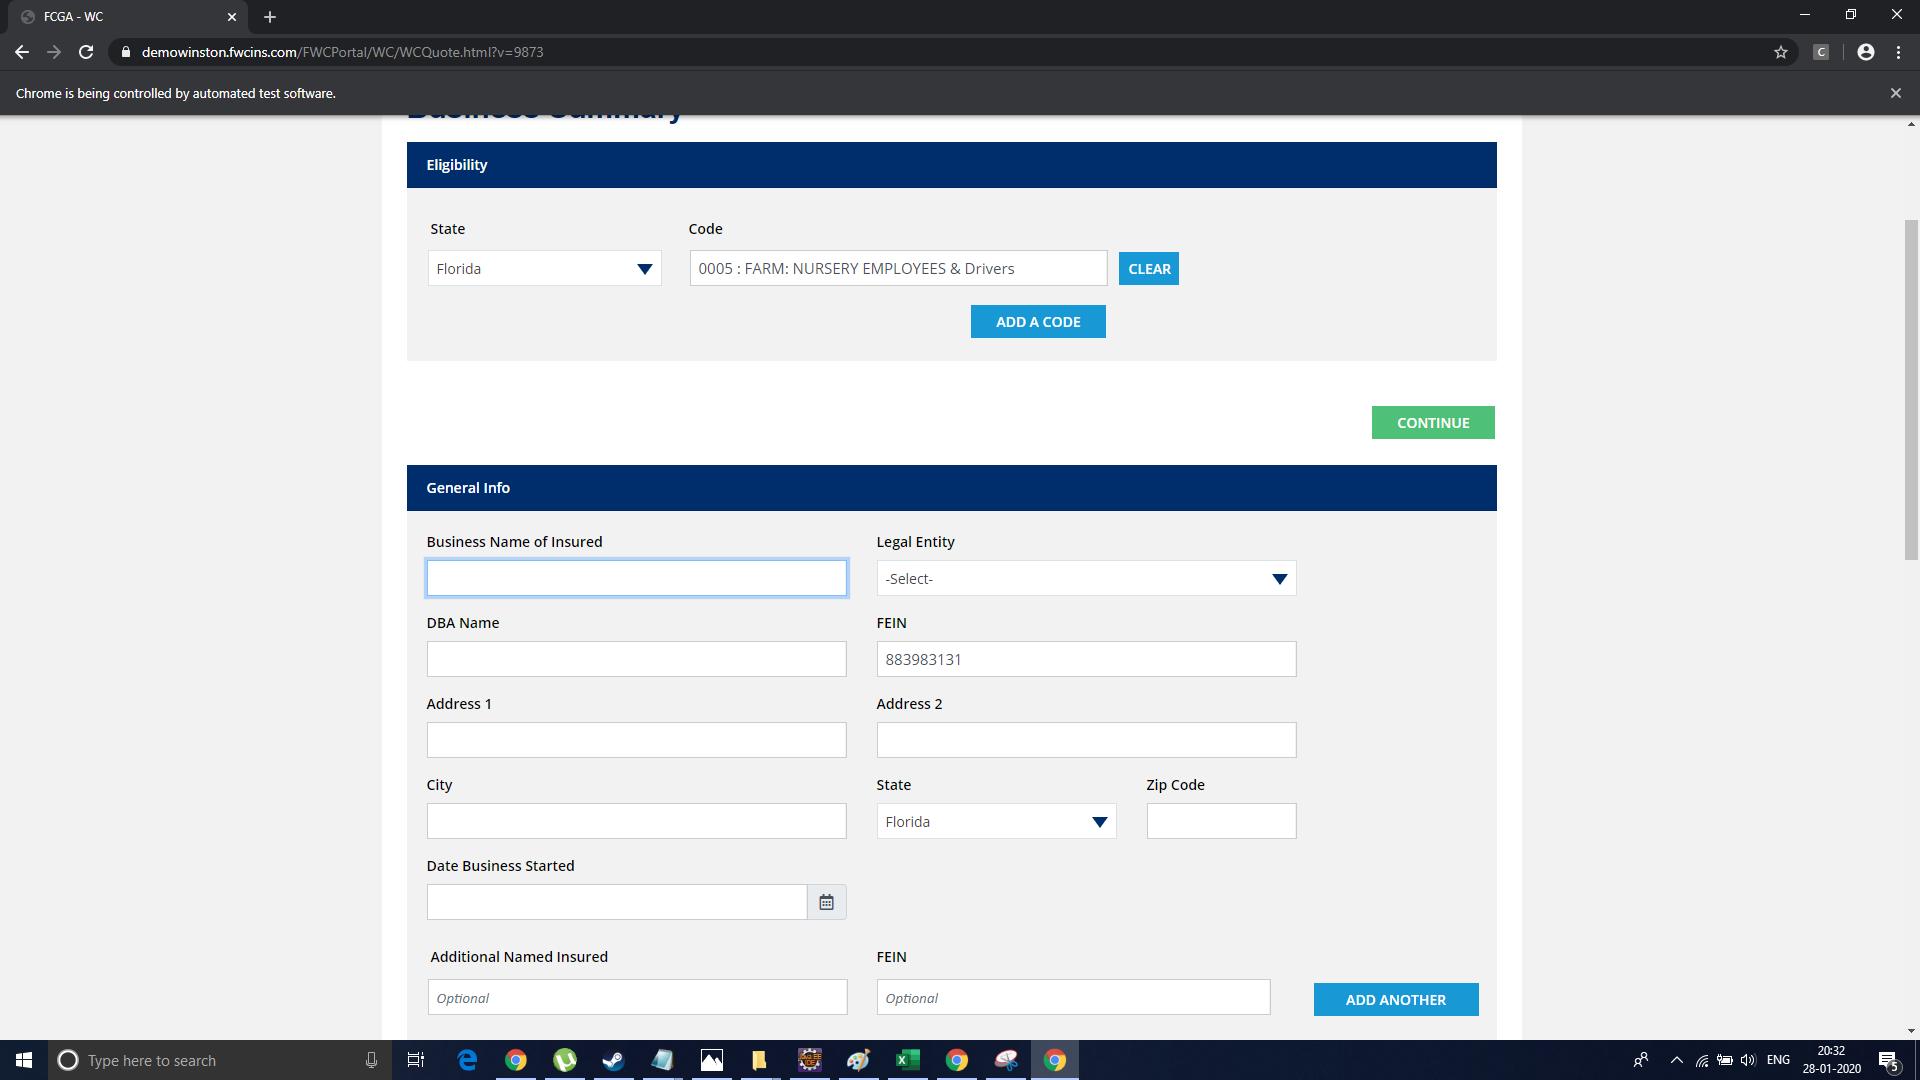 FCGA - WC
demowinston.fwcins.com/FWCPortal/WC/WCQuote.html?v=9873
C
Chrome is being controlled by automated test software.
Business Summary
Eligibility
State
Code
Florida
0005 : FARM: NURSERY EMPLOYEES & Drivers
CLEAR
ADD A CODE
CONTINUE
General Info
Business Name of Insured
Legal Entity
-Select-
DBA Name
FEIN
883983131
Address 1
Address 2
City
State
Zip Code
Florida
Date Business Started
Additional Named Insured
FEIN
Optional
Optional
ADD ANOTHER
Type here to search
ENG
20:32
28-01-2020
5